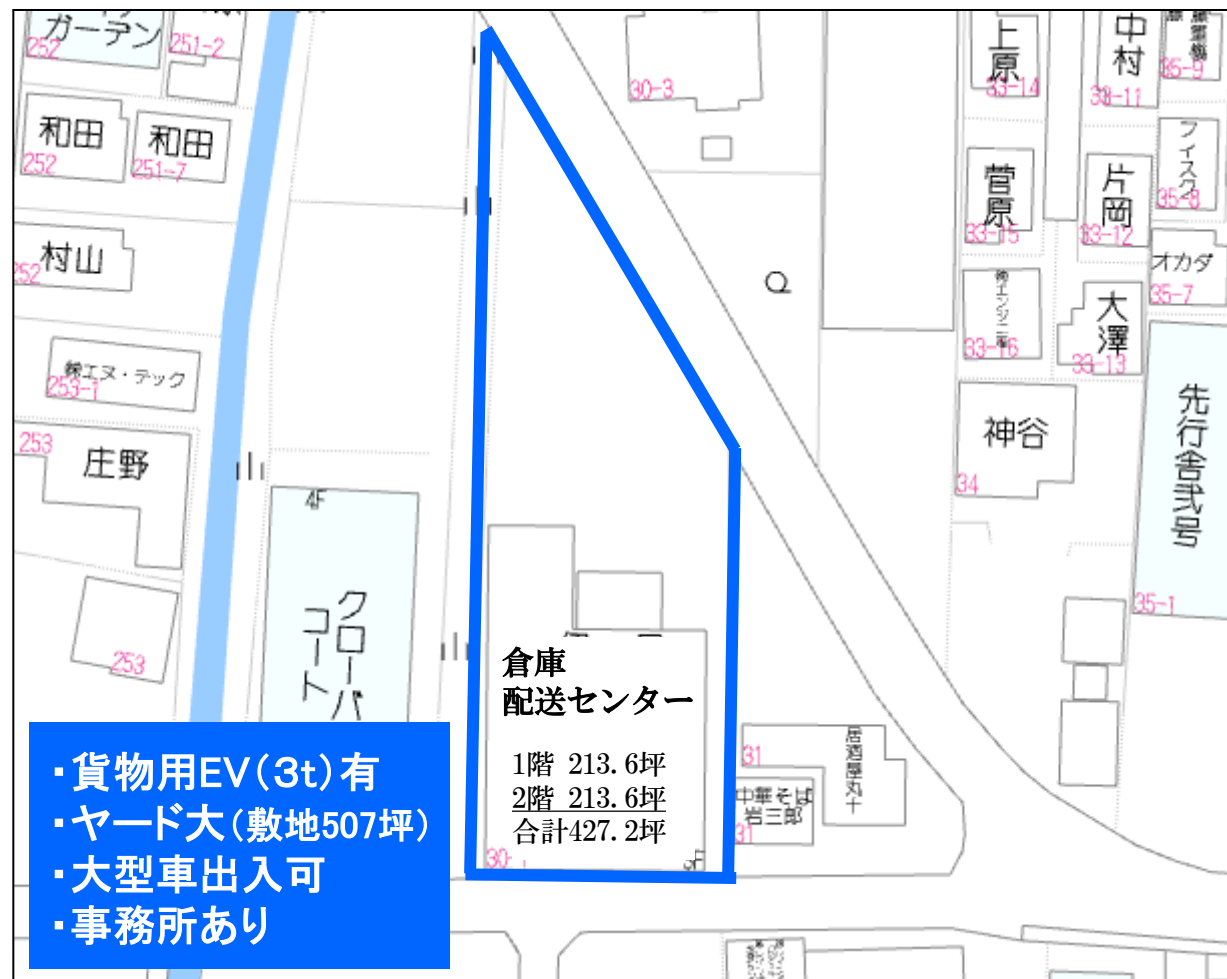 ガーデン
252
251-2
和田
252
和田
251-7
村山
252
㈱エヌ・テック
253-1
253
庄野
253
4F
クローバ
コート
30-3
上原
33-14
中村
33-11
35-9
菅原
33-15
片岡
33-12
35-8
オカダ
35-7
33-16
大澤
33-13
神谷
34
先行舎弐号
35-1
倉庫
配送センター
1階 213.6坪
2階 213.6坪
合計427.2坪
31
居酒屋丸十
中華そば
岩三郎
31
・貨物用EV(3t)有
・ヤード大(敷地507坪)
・大型車出入可
・事務所あり